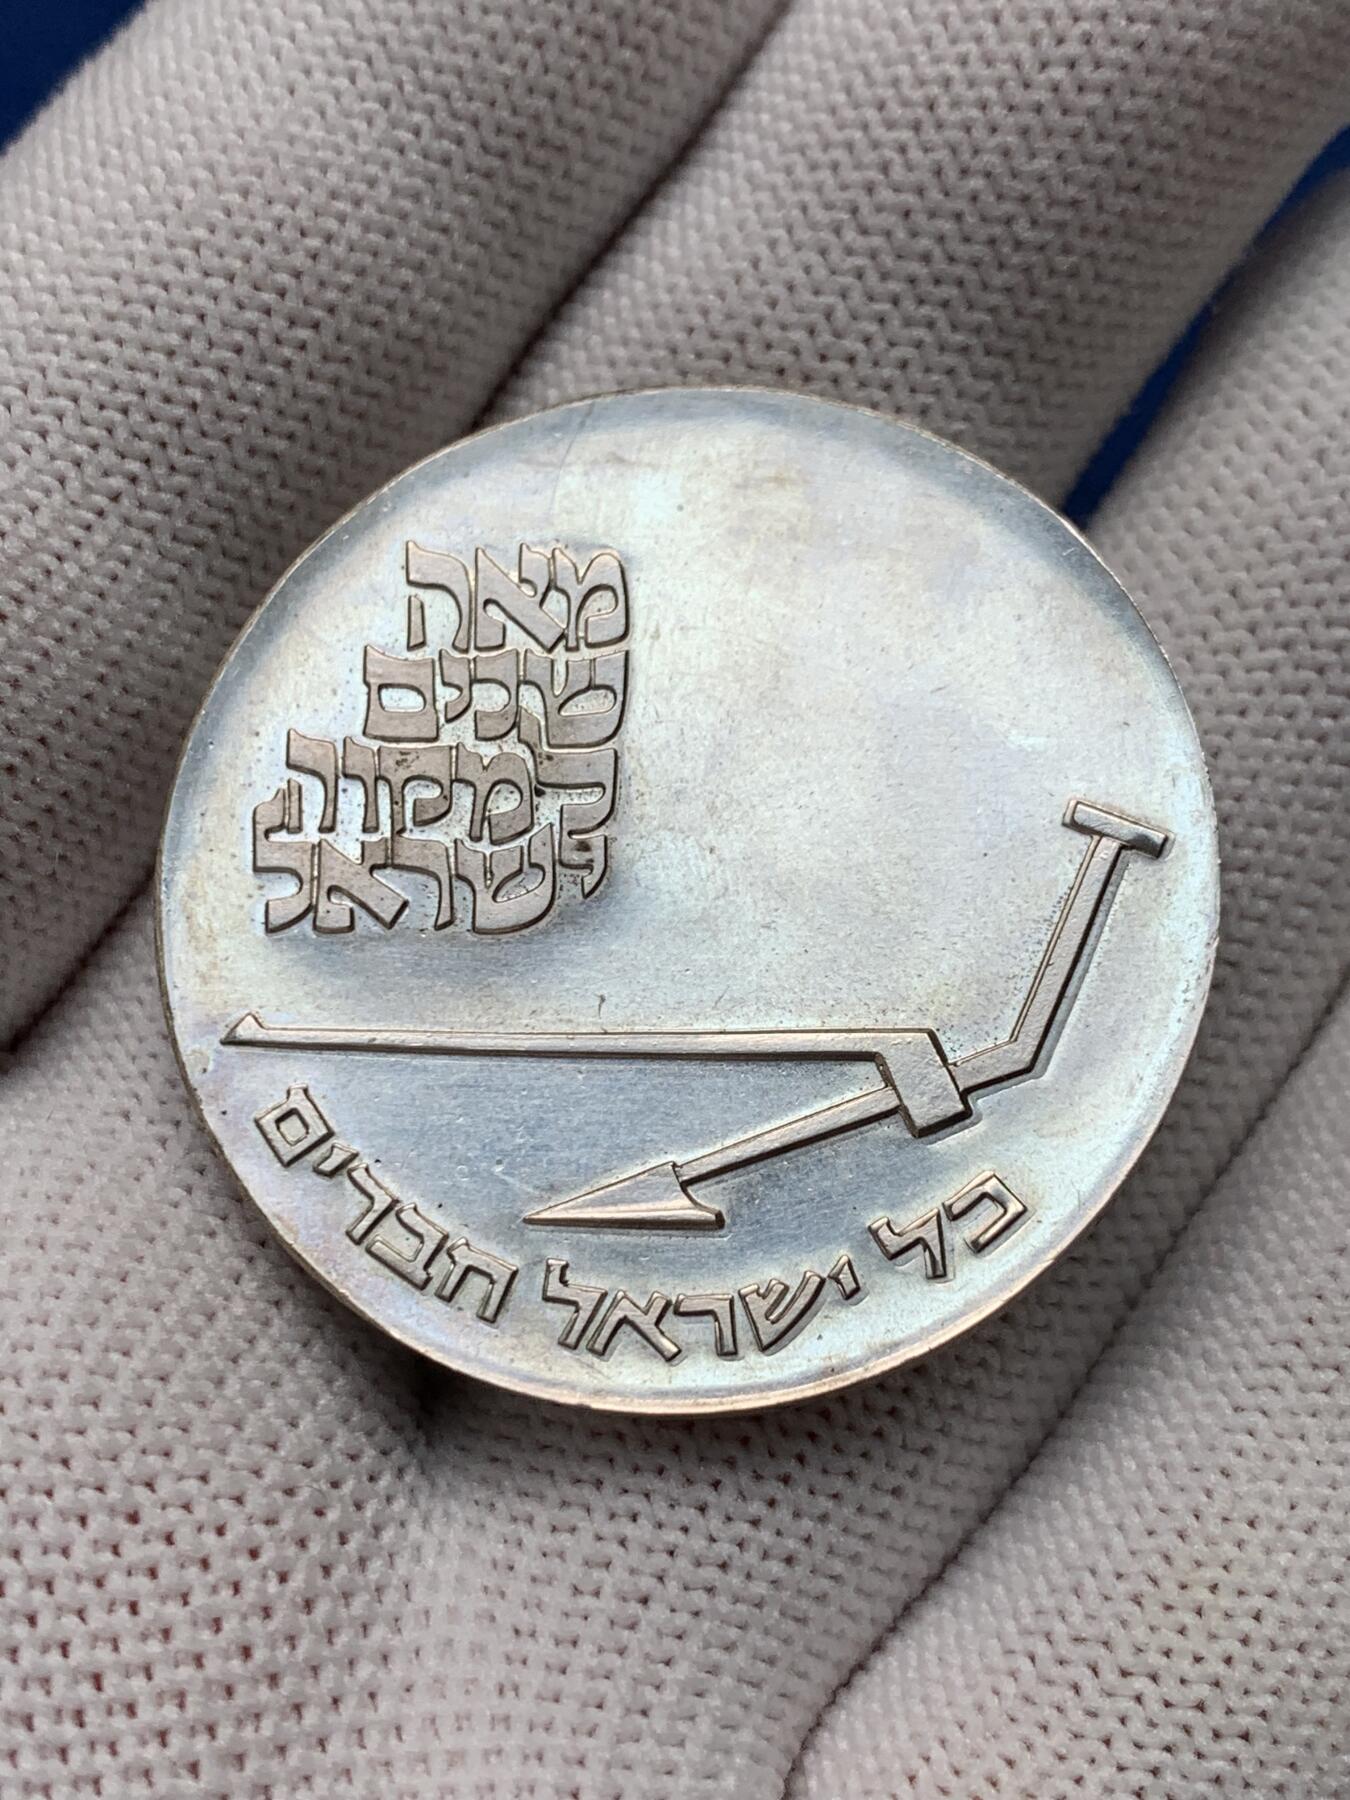 מאה
שנים
למקוה
ישראל
כל ישראל חברים